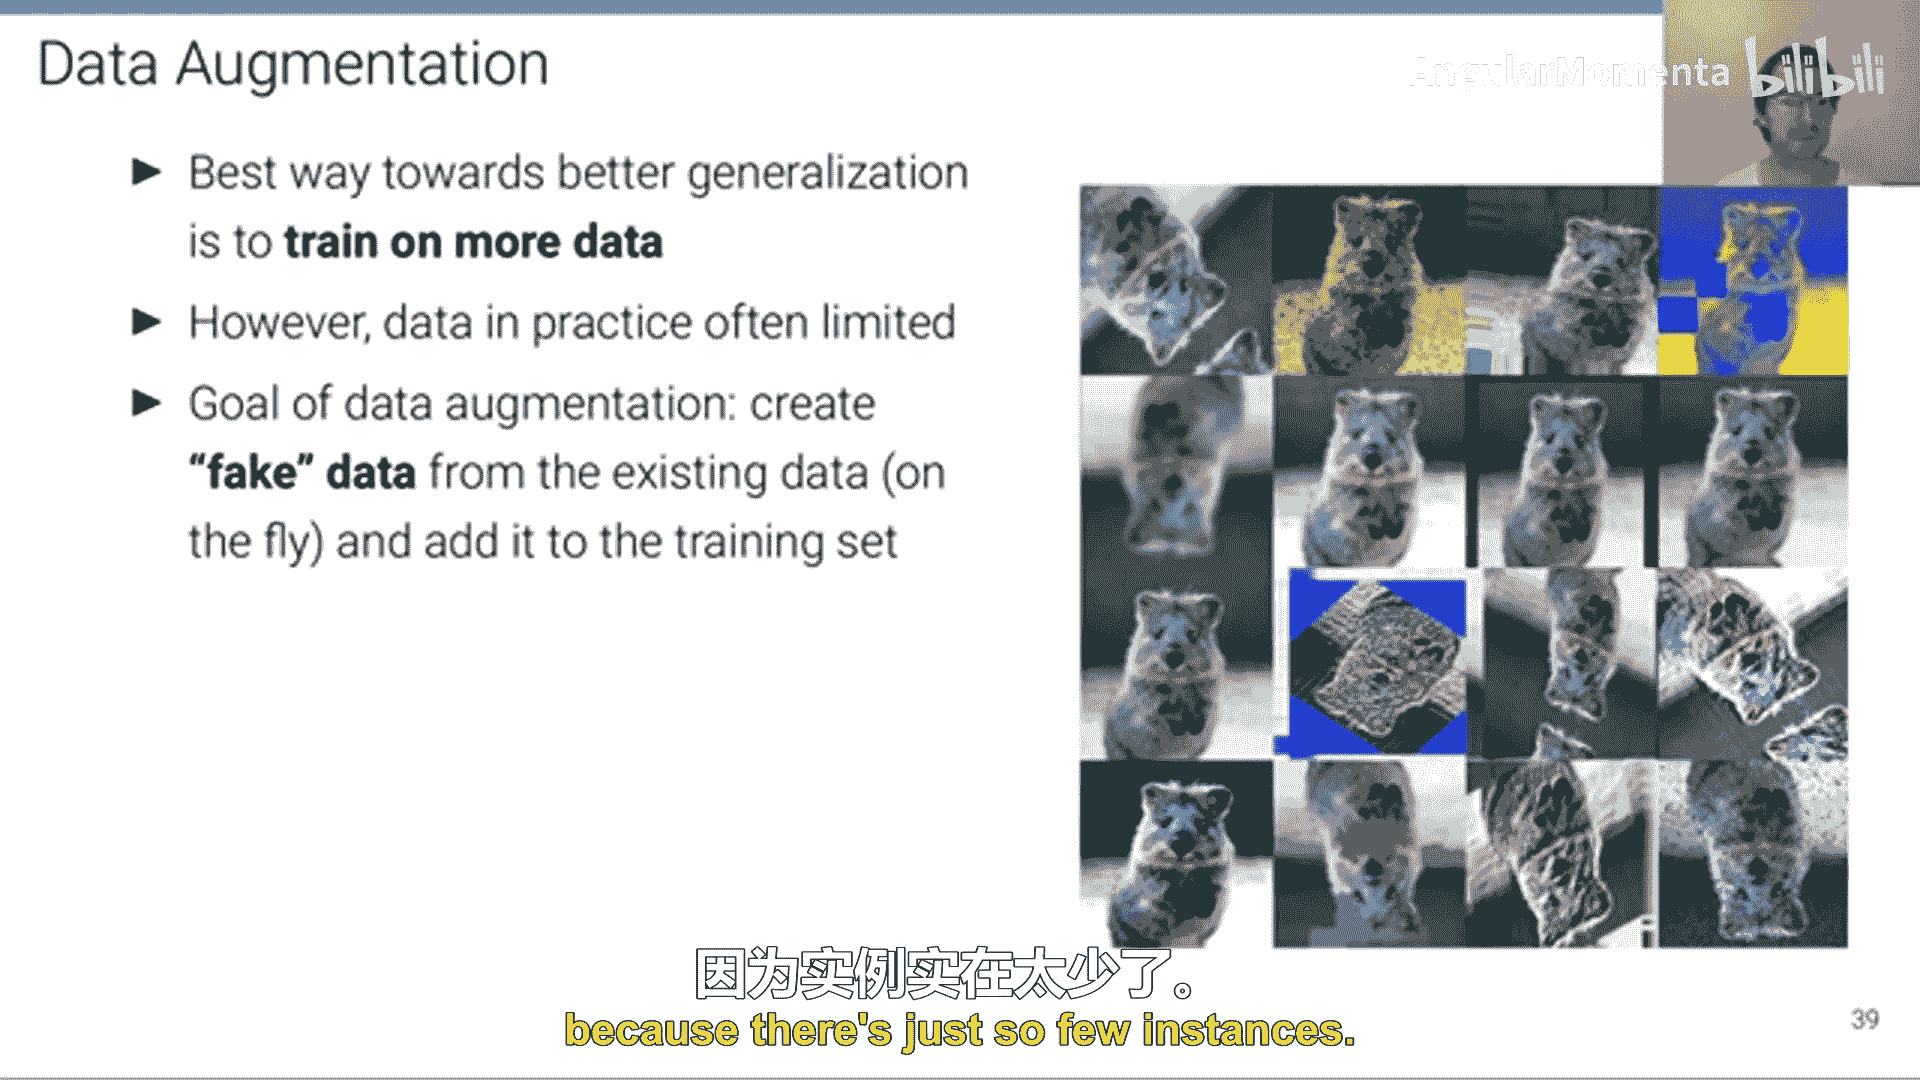 Data Augmentation
AngularMomenta bilibili
► Best way towards better generalization
is to train on more data
► However, data in practice often limited
► Goal of data augmentation: create
“fake” data from the existing data (on
the fly) and add it to the training set
因为实例实在太少了。
because there's just so few instances.
39